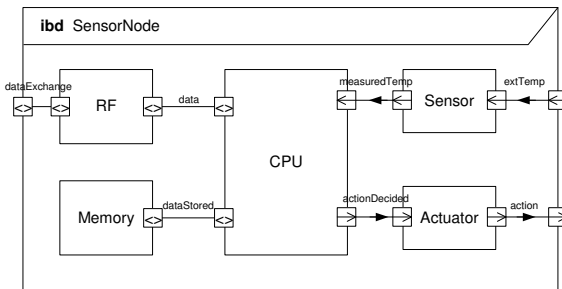 ibd SensorNode
dataExchange
measuredTemp
extTemp
<> <> RF <> data <>
Sensor
CPU
actionDecided
action
Memory <> dataStored <>
Actuator